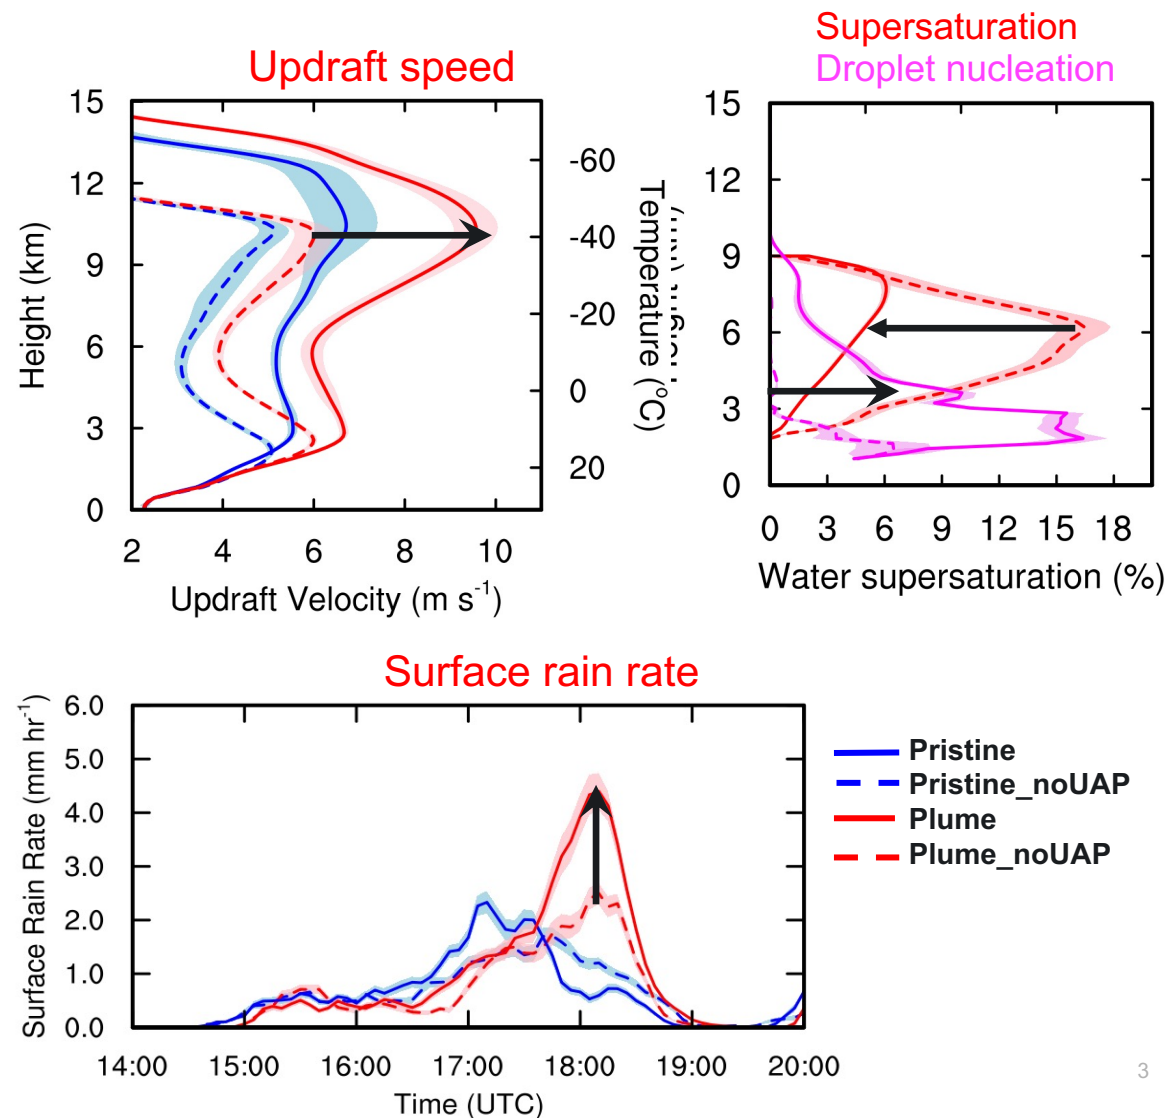 Updraft speed
15
12
9
6
3
0
Height (km)
2 4 6 8 10
Updraft Velocity (m s-1)
-60
-40
-20
0
20
Temperature (oC)
Supersaturation
Droplet nucleation
15
12
9
6
3
0
0 3 6 9 12 15 18
Water supersaturation (%)
Surface rain rate
6.0
5.0
4.0
3.0
2.0
1.0
0.0
Surface Rain Rate (mm hr-1)
14:00 15:00 16:00 17:00 18:00 19:00 20:00
Time (UTC)
Pristine
Pristine_noUAP
Plume
Plume_noUAP
3